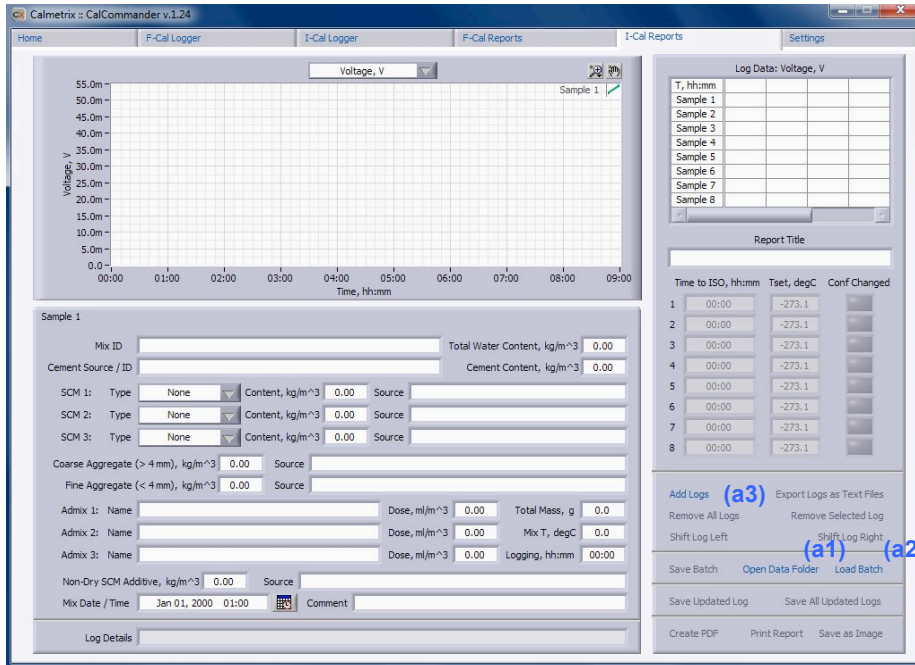 Calmetrix :: CalCommander v.1.24
Home F-Cal Logger I-Cal Logger F-Cal Reports I-Cal Reports Settings
Voltage, V
Sample 1
55.0m
50.0m
45.0m
40.0m
35.0m
30.0m
25.0m
20.0m
15.0m
10.0m
5.0m
0.0
Voltage, V
00:00 01:00 02:00 03:00 04:00 05:00 06:00 07:00 08:00 09:00
Time, hh:mm
Sample 1
Mix ID Total Water Content, kg/m^3 0.00
Cement Source / ID Cement Content, kg/m^3 0.00
SCM 1: Type None Content, kg/m^3 0.00 Source
SCM 2: Type None Content, kg/m^3 0.00 Source
SCM 3: Type None Content, kg/m^3 0.00 Source
Coarse Aggregate (> 4 mm), kg/m^3 0.00 Source
Fine Aggregate (< 4 mm), kg/m^3 0.00 Source
Admix 1: Name Dose, ml/m^3 0.00 Total Mass, g 0.0
Admix 2: Name Dose, ml/m^3 0.00 Mix T, degC 0.0
Admix 3: Name Dose, ml/m^3 0.00 Logging, hh:mm 00:00
Non-Dry SCM Additive, kg/m^3 0.00 Source
Mix Date / Time Jan 01, 2000 01:00 Comment
Log Details
Log Data: Voltage, V
T, hh:mm
Sample 1
Sample 2
Sample 3
Sample 4
Sample 5
Sample 6
Sample 7
Sample 8
Report Title
Time to ISO, hh:mm Tset, degC Conf Changed
1 00:00 -273.1
2 00:00 -273.1
3 00:00 -273.1
4 00:00 -273.1
5 00:00 -273.1
6 00:00 -273.1
7 00:00 -273.1
8 00:00 -273.1
Add Logs (a3) Export Logs as Text Files
Remove All Logs Remove Selected Log
Shift Log Left Shilft Log Right
(a1) (a2
Save Batch Open Data Folder Load Batch
Save Updated Log Save All Updated Logs
Create PDF Print Report Save as Image